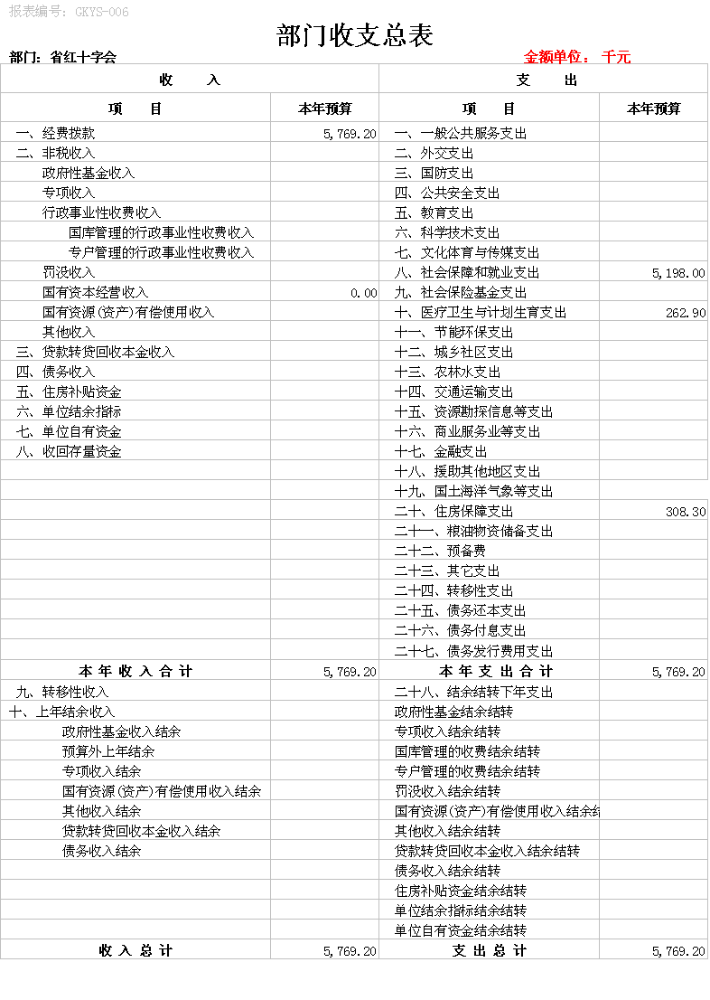 报表编号：GKYS-006
部门收支总表
部门：省红十字会 金额单位： 千元
收 入 支 出
项 目 本年预算 项 目 本年预算
一、经费拨款 5,769.20 一、一般公共服务支出
二、非税收入 二、外交支出
政府性基金收入 三、国防支出
专项收入 四、公共安全支出
行政事业性收费收入 五、教育支出
国库管理的行政事业性收费收入 六、科学技术支出
专户管理的行政事业性收费收入 七、文化体育与传媒支出
罚没收入 八、社会保障和就业支出 5,198.00
国有资本经营收入 0.00 九、社会保险基金支出
国有资源(资产)有偿使用收入 十、医疗卫生与计划生育支出 262.90
其他收入 十一、节能环保支出
三、贷款转贷回收本金收入 十二、城乡社区支出
四、债务收入 十三、农林水支出
五、住房补贴资金 十四、交通运输支出
六、单位结余指标 十五、资源勘探信息等支出
七、单位自有资金 十六、商业服务业等支出
八、收回存量资金 十七、金融支出
十八、援助其他地区支出
十九、国土海洋气象等支出
二十、住房保障支出 308.30
二十一、粮油物资储备支出
二十二、预备费
二十三、其它支出
二十四、转移性支出
二十五、债务还本支出
二十六、债务付息支出
二十七、债务发行费用支出
本 年 收 入 合 计 5,769.20 本 年 支 出 合 计 5,769.20
九、转移性收入 二十八、结余结转下年支出
十、上年结余收入 政府性基金结余结转
政府性基金收入结余 专项收入结余结转
预算外上年结余 国库管理的收费结余结转
专项收入结余 专户管理的收费结余结转
国有资源(资产)有偿使用收入结余 罚没收入结余结转
其他收入结余 国有资源(资产)有偿使用收入结余
贷款转贷回收本金收入结余 其他收入结余结转
债务收入结余 贷款转贷回收本金收入结余结转
债务收入结余结转
住房补贴资金结余结转
单位结余指标结余结转
单位自有资金结余结转
收 入 总 计 5,769.20 支 出 总 计 5,769.20